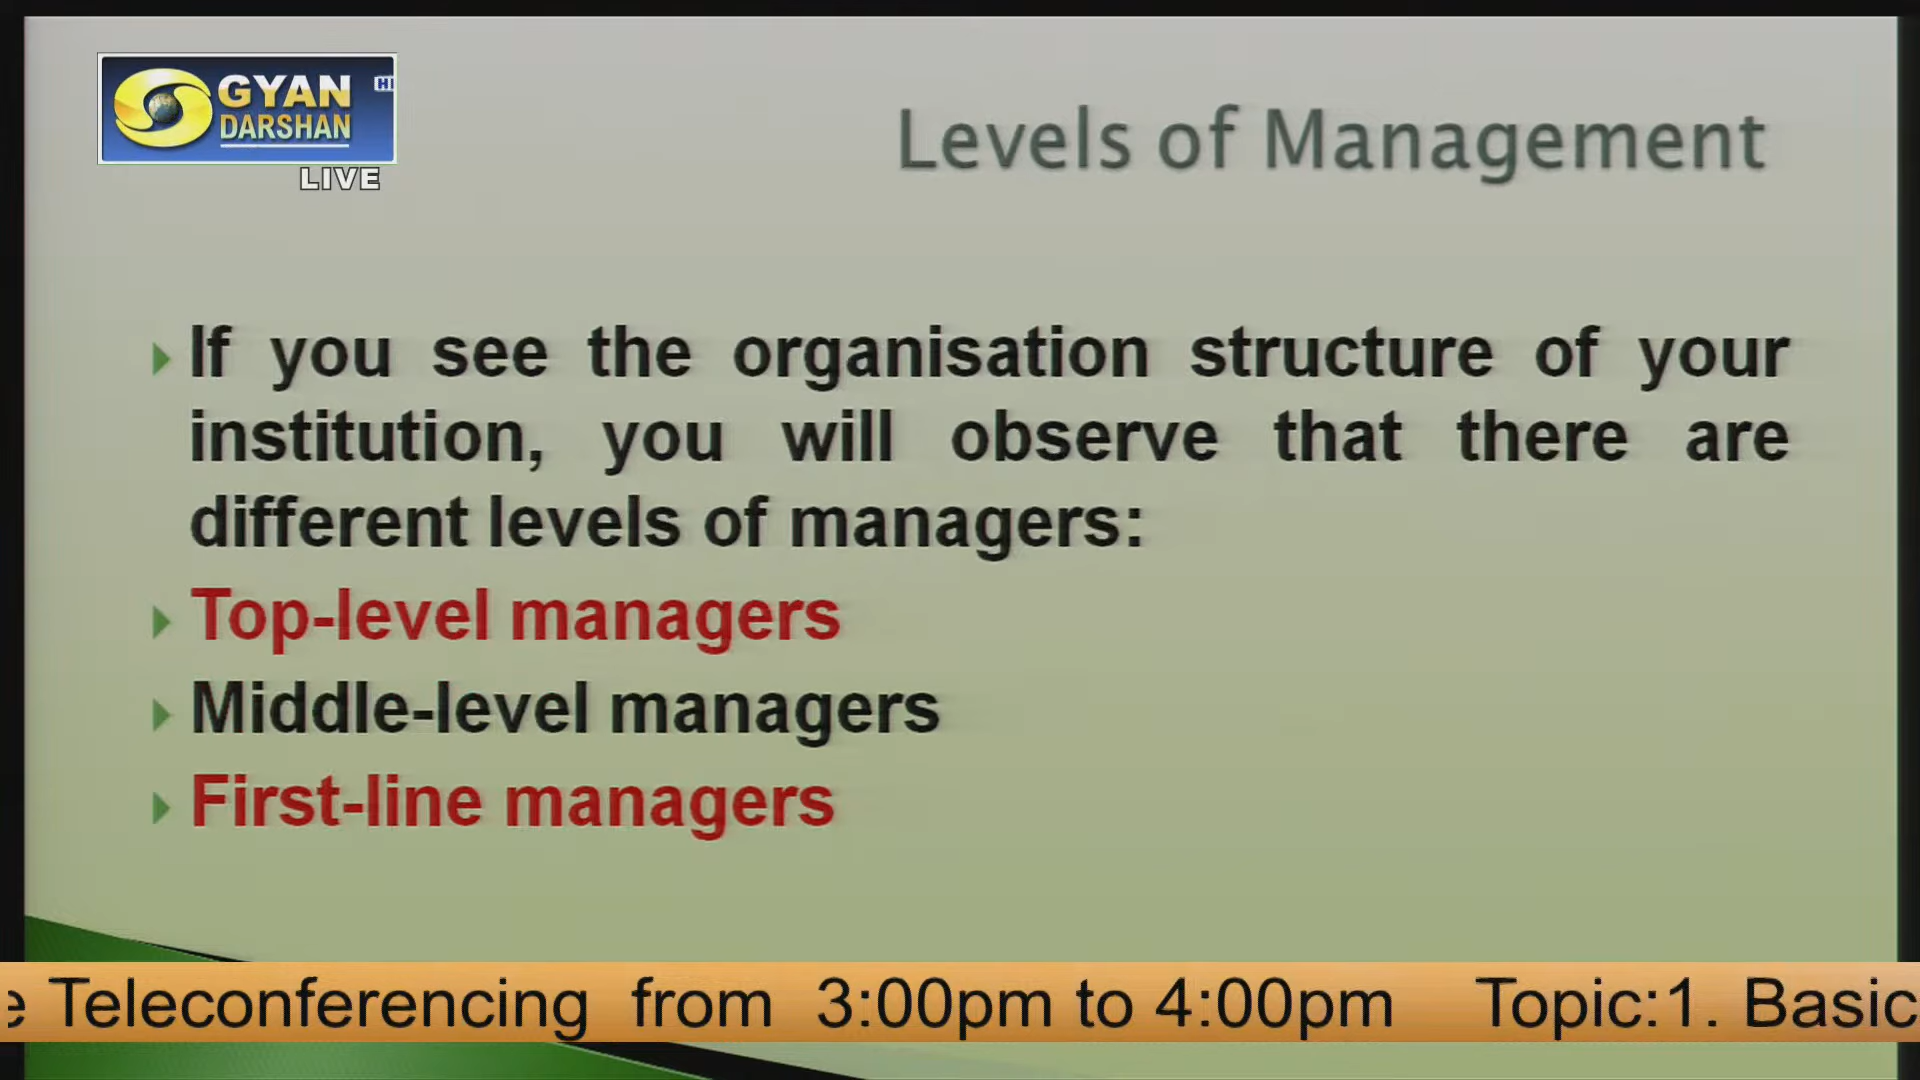 GYAN
DARSHAN
LIVE
Levels of Management
If you see the organisation structure of your
institution, you will observe that there are
different levels of managers:
Top-level managers
Middle-level managers
First-line managers
Teleconferencing from 3:00pm to 4:00pm Topic:1. Basic